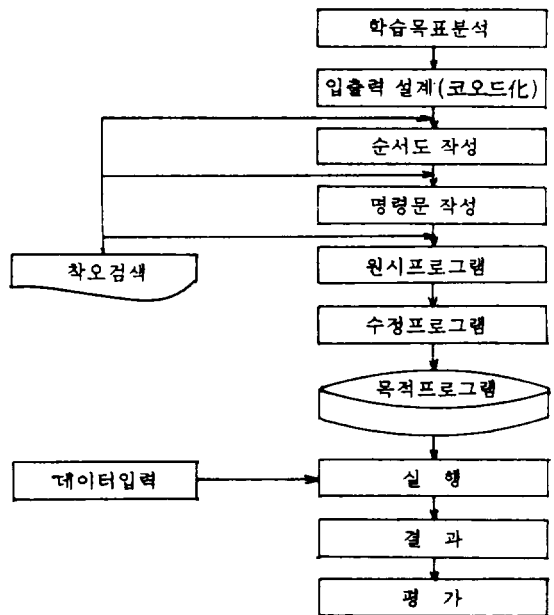 학습목표분석
입출력 설계(코오드化)
순서도 작성
명령문 작성
착오검색
원시프로그램
수정프로그램
목적프로그램
데이터입력
실 행
결 과
평 가